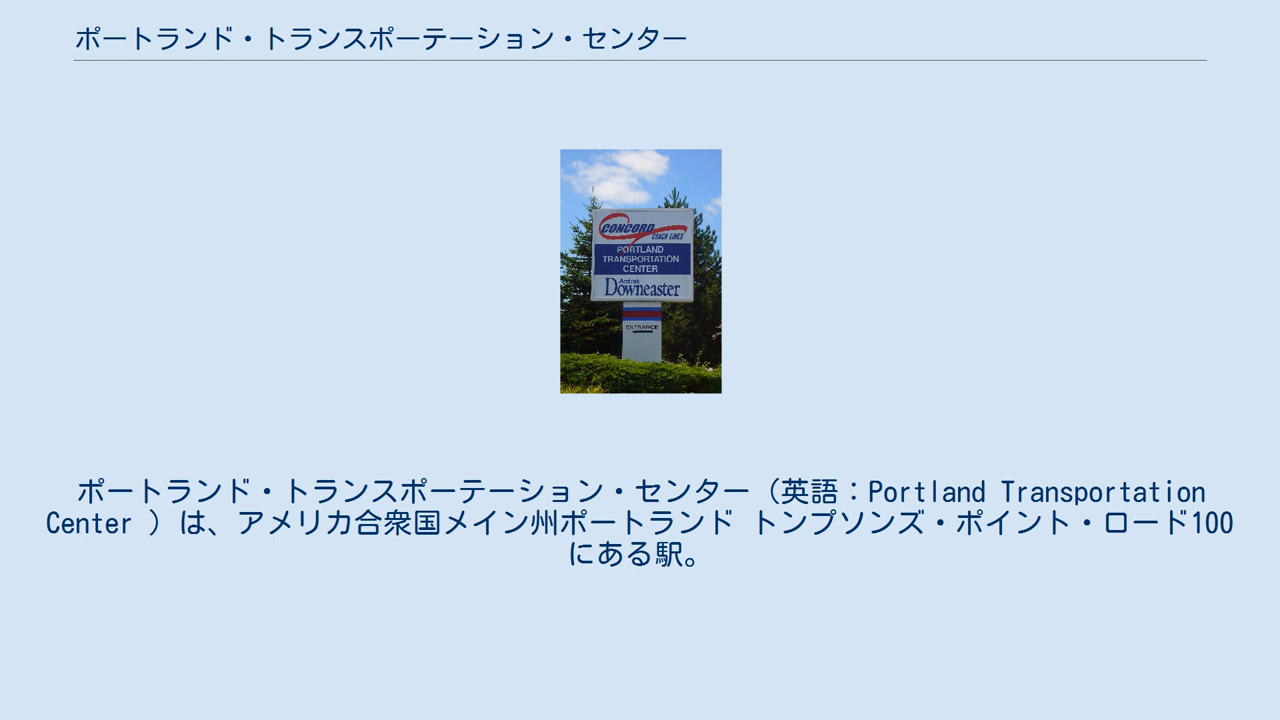 ポートランド・トランスポーテーション・センター
CONCORD
COACH LINES
PORTLAND
TRANSPORTATION
CENTER
Amtrak
Downeaster
ENTRANCE
ポートランド・トランスポーテーション・センター（英語：Portland Transportation
Center ）は、アメリカ合衆国メイン州ポートランド トンプソンズ・ポイント・ロード100
にある駅。